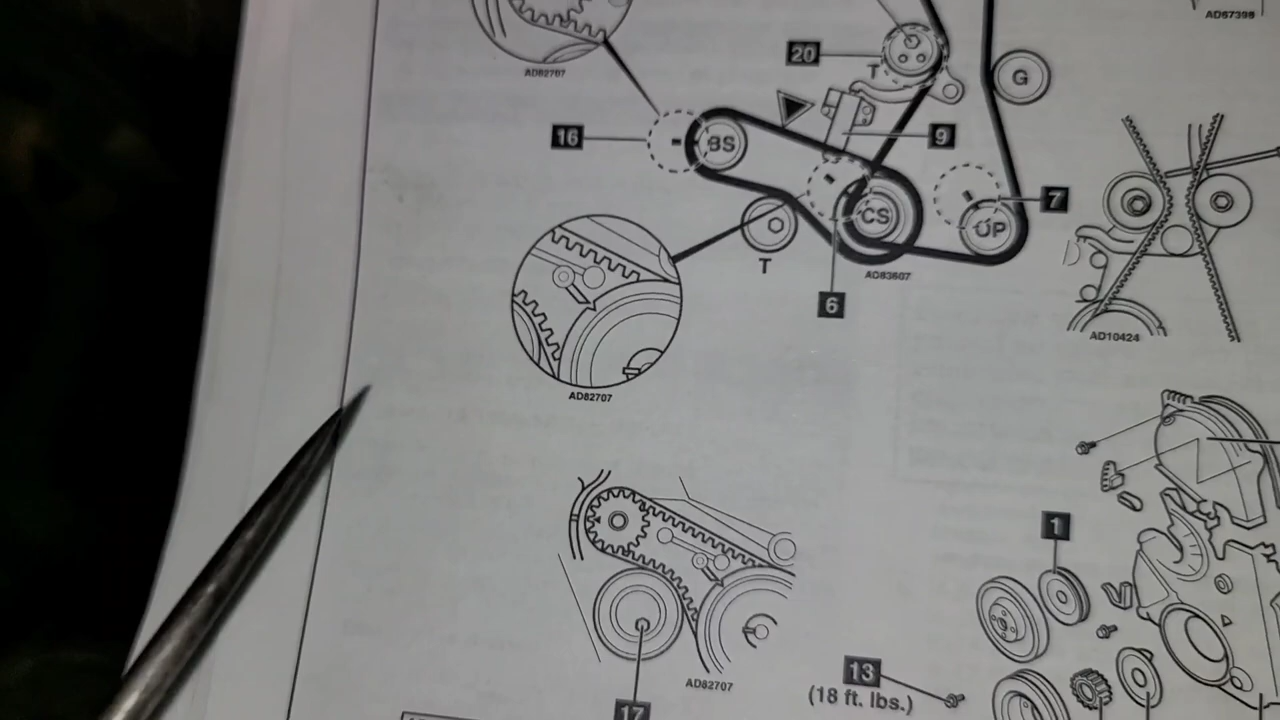 AD67398
AD82707
20
T
G
16
BS
9
7
CS
OP
T
AD83607
6
AD10424
AD82707
1
AD82707
17
13
(18 ft. lbs.)